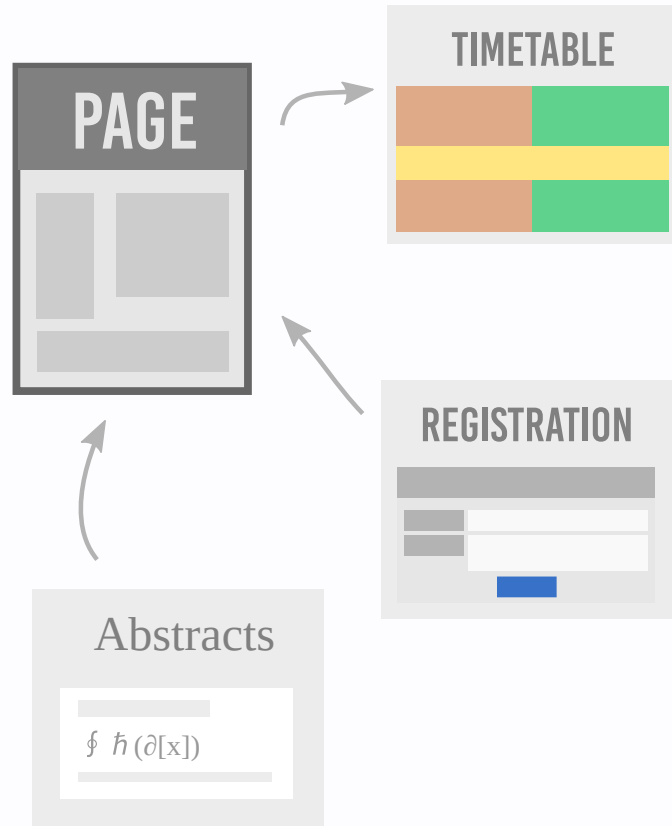 TIMETABLE
PAGE
REGISTRATION
Abstracts
∮ ℏ (∂[x])